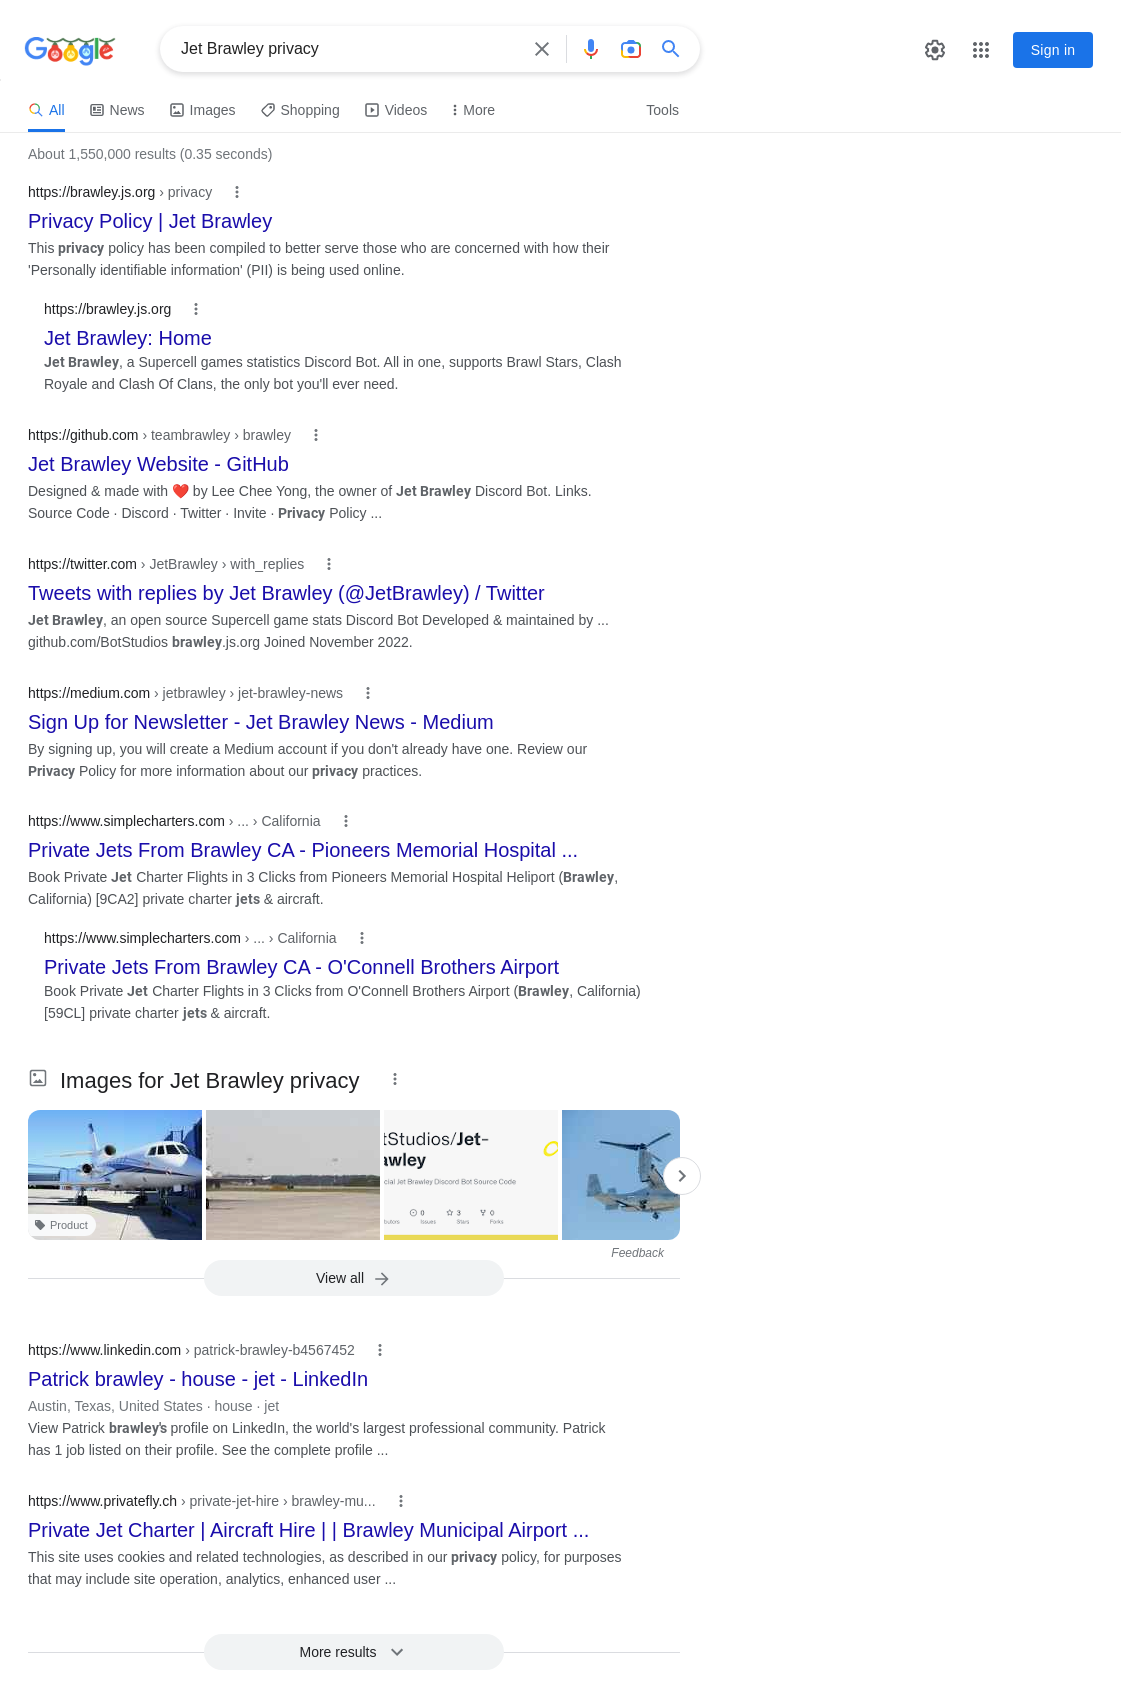 Google
Jet Brawley privacy
Sign in
All
News
Images
Shopping
Videos
More
Tools
About 1,550,000 results (0.35 seconds)
https://brawley.js.org › privacy
Privacy Policy | Jet Brawley
This privacy policy has been compiled to better serve those who are concerned with how their
'Personally identifiable information' (PII) is being used online.
https://brawley.js.org
Jet Brawley: Home
Jet Brawley, a Supercell games statistics Discord Bot. All in one, supports Brawl Stars, Clash
Royale and Clash Of Clans, the only bot you'll ever need.
https://github.com › teambrawley › brawley
Jet Brawley Website - GitHub
Designed & made with ❤️ by Lee Chee Yong, the owner of Jet Brawley Discord Bot. Links.
Source Code · Discord · Twitter · Invite · Privacy Policy ...
https://twitter.com › JetBrawley › with_replies
Tweets with replies by Jet Brawley (@JetBrawley) / Twitter
Jet Brawley, an open source Supercell game stats Discord Bot Developed & maintained by ...
github.com/BotStudios brawley.js.org Joined November 2022.
https://medium.com › jetbrawley › jet-brawley-news
Sign Up for Newsletter - Jet Brawley News - Medium
By signing up, you will create a Medium account if you don't already have one. Review our
Privacy Policy for more information about our privacy practices.
https://www.simplecharters.com › ... › California
Private Jets From Brawley CA - Pioneers Memorial Hospital ...
Book Private Jet Charter Flights in 3 Clicks from Pioneers Memorial Hospital Heliport (Brawley,
California) [9CA2] private charter jets & aircraft.
https://www.simplecharters.com › ... › California
Private Jets From Brawley CA - O'Connell Brothers Airport
Book Private Jet Charter Flights in 3 Clicks from O'Connell Brothers Airport (Brawley, California)
[59CL] private charter jets & aircraft.
Images for Jet Brawley privacy
tStudios/Jet-
awley
cial Jet Brawley Discord Bot Source Code
0 3 0
buters Issues Stars Forks
Product
Feedback
View all
https://www.linkedin.com › patrick-brawley-b4567452
Patrick brawley - house - jet - LinkedIn
Austin, Texas, United States · house · jet
View Patrick brawley's profile on LinkedIn, the world's largest professional community. Patrick
has 1 job listed on their profile. See the complete profile ...
https://www.privatefly.ch › private-jet-hire › brawley-mu...
Private Jet Charter | Aircraft Hire | | Brawley Municipal Airport ...
This site uses cookies and related technologies, as described in our privacy policy, for purposes
that may include site operation, analytics, enhanced user ...
More results